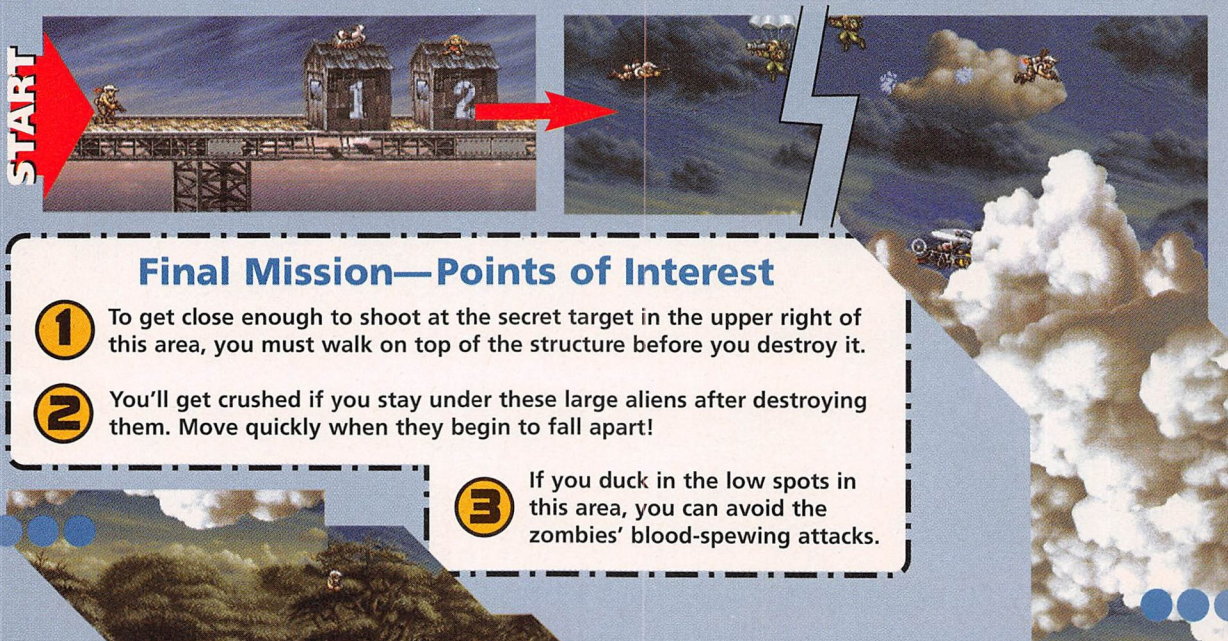 START
1
2
Final Mission—Points of Interest
1
To get close enough to shoot at the secret target in the upper right of
this area, you must walk on top of the structure before you destroy it.
2
You'll get crushed if you stay under these large aliens after destroying
them. Move quickly when they begin to fall apart!
3
If you duck in the low spots in
this area, you can avoid the
zombies' blood-spewing attacks.